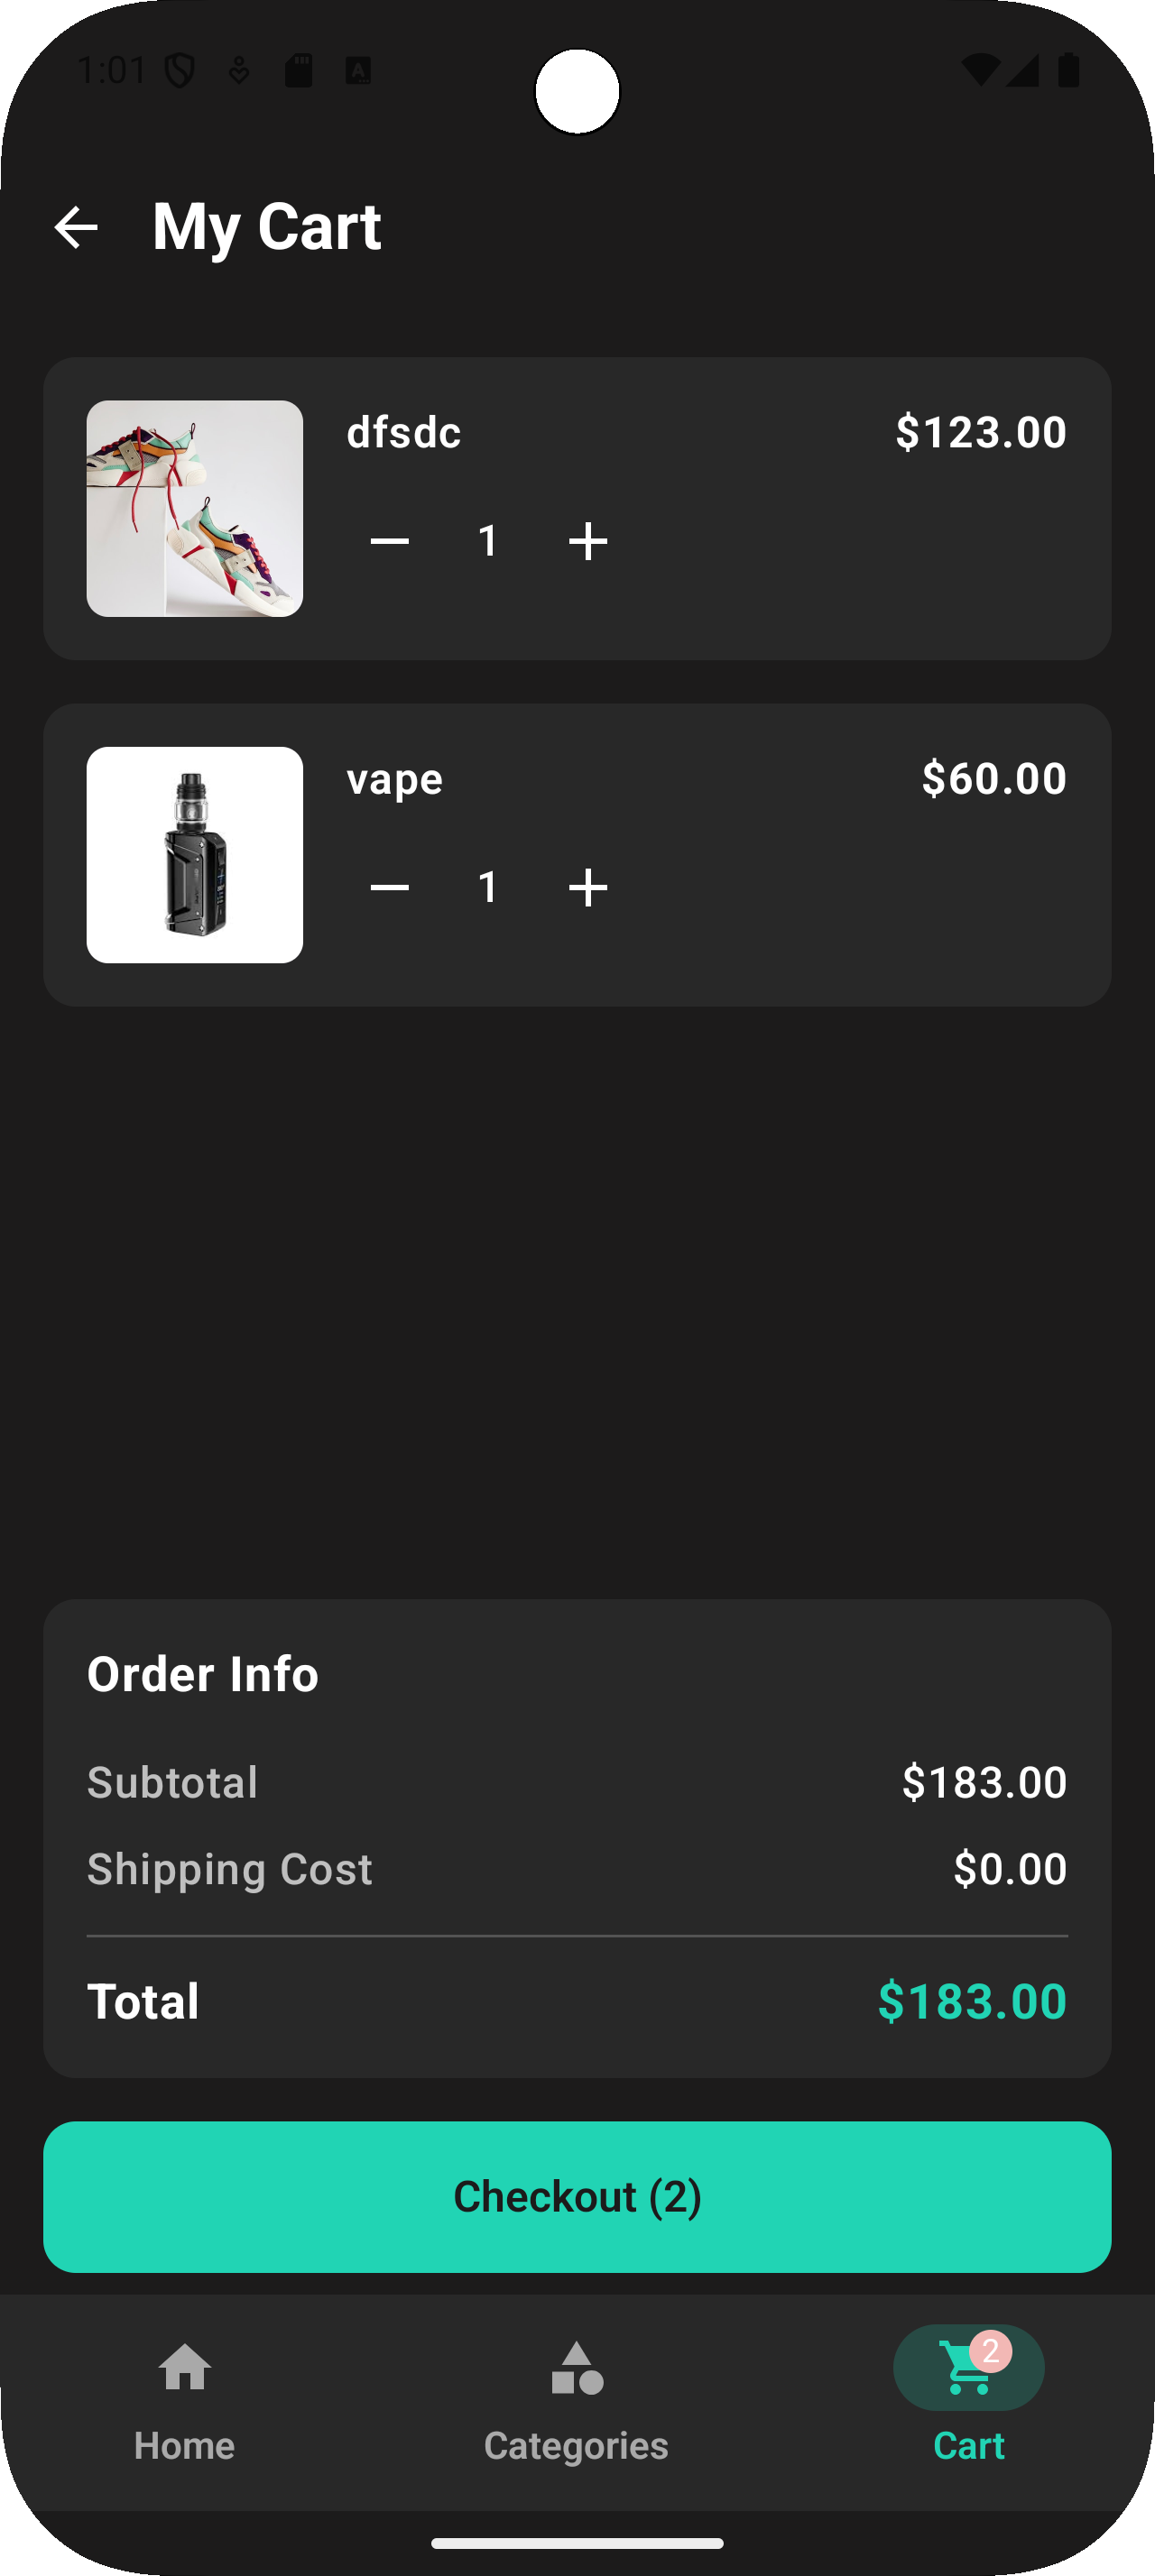 1:01
My Cart
dfsdc $123.00
1
vape $60.00
1
Order Info
Subtotal $183.00
Shipping Cost $0.00
Total $183.00
Checkout (2)
2
Home Categories Cart